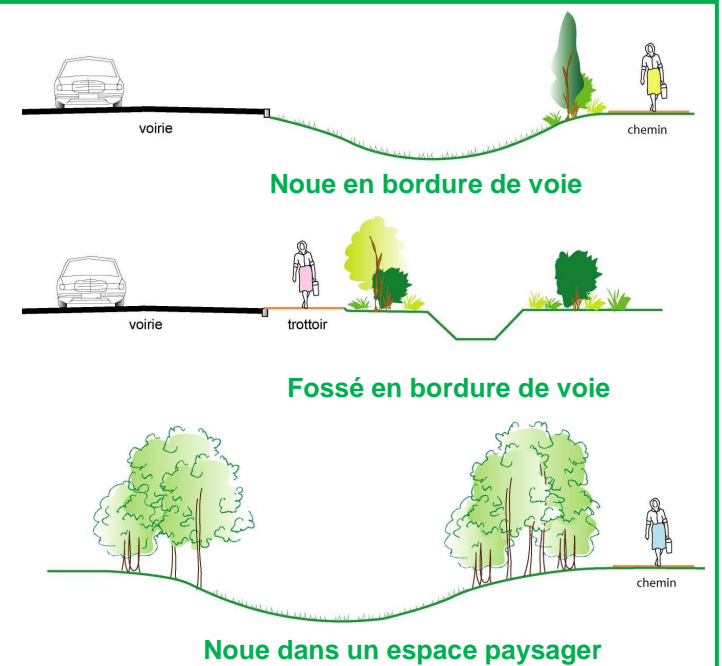 voirie
chemin
Noue en bordure de voie
voirie
trottoir
Fossé en bordure de voie
chemin
Noue dans un espace paysager